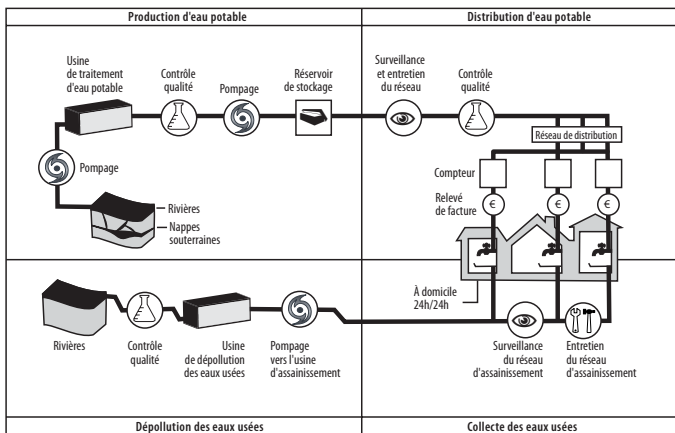 Production d'eau potable
Distribution d'eau potable
Usine
de traitement
d'eau potable
Contrôle
qualité
Pompage
Réservoir
de stockage
Surveillance
et entretien
du réseau
Contrôle
qualité
Réseau de distribution
Pompage
Compteur
Relevé
de facture
€
€
€
Rivières
Nappes
souterraines
À domicile
24h/24h
Rivières
Contrôle
qualité
Usine
de dépollution
des eaux usées
Pompage
vers l'usine
d'assainissement
Surveillance
du réseau
d'assainissement
Entretien
du réseau
d'assainissement
Dépollution des eaux usées
Collecte des eaux usées